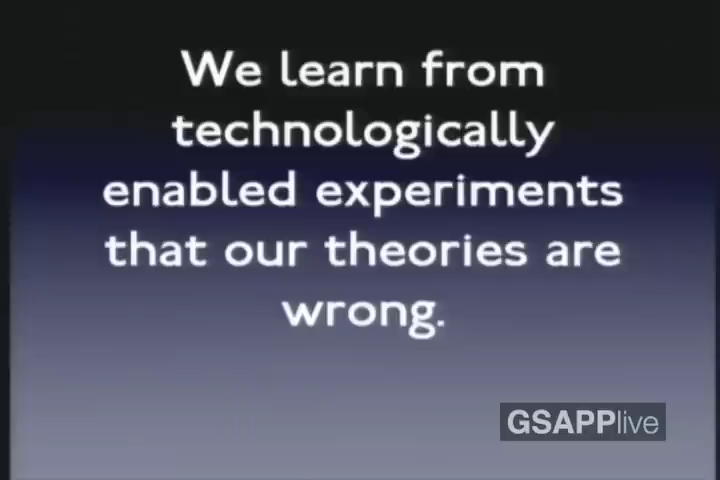 We learn from
technologically
enabled experiments
that our theories are
wrong.
GSAPPlive